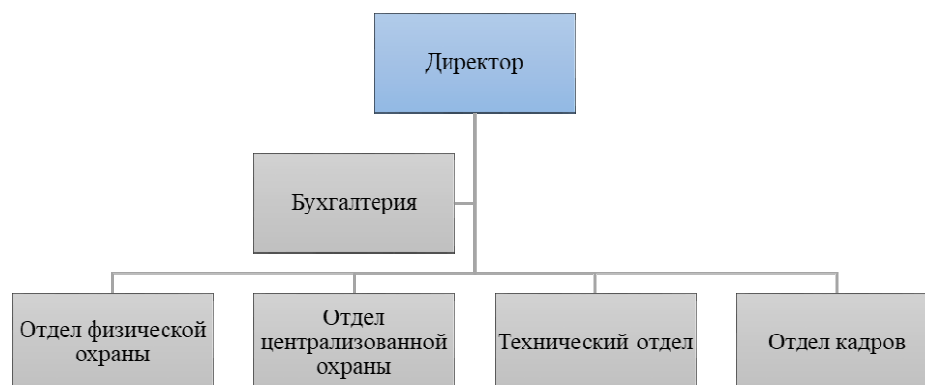 Директор
Бухгалтерия
Отдел физической
охраны
Отдел
централизованной
охраны
Технический отдел
Отдел кадров